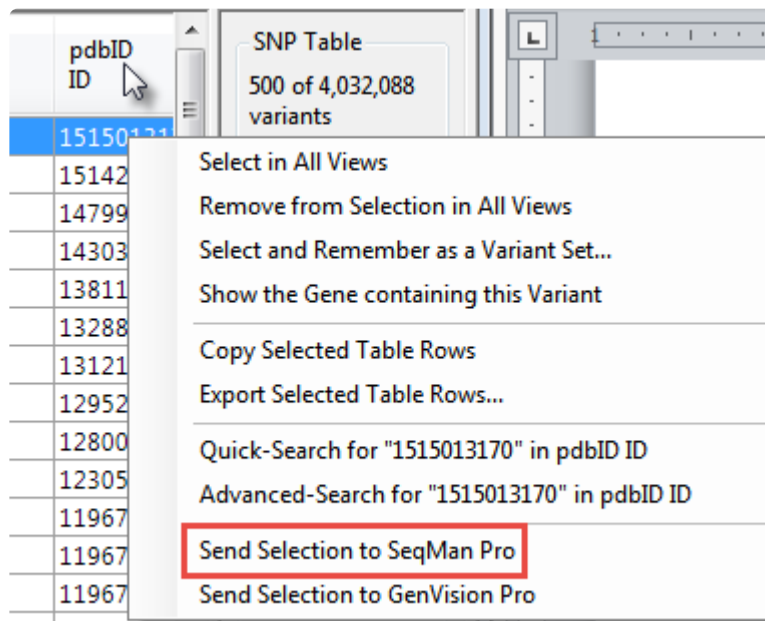 pdbID
ID
SNP Table
500 of 4,032,088
variants
L
1
15142
14799
14303
13811
13288
13121
12952
12800
12305
11967
11967
11967
Select in All Views
Remove from Selection in All Views
Select and Remember as a Variant Set...
Show the Gene containing this Variant
Copy Selected Table Rows
Export Selected Table Rows...
Quick-Search for "1515013170" in pdbID ID
Advanced-Search for "1515013170" in pdbID ID
Send Selection to SeqMan Pro
Send Selection to GenVision Pro